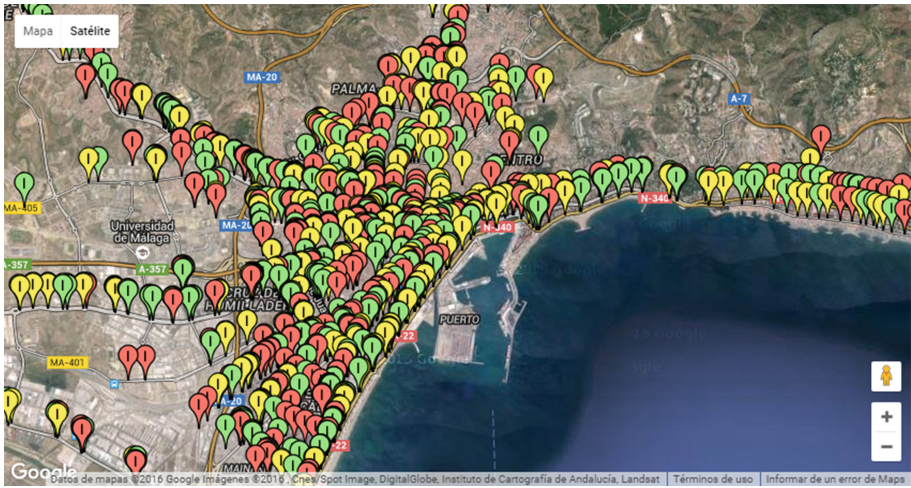 Mapa
Satélite
MA-20
PALMA
A-7
MA-405
Universidad
de Málaga
MA-20
N-340
N-340
A-357
A-357
PUERTO
MA-401
A-20
Google
Datos de mapas ©2016 Google Imágenes ©2016 , Cnes/Spot Image, DigitalGlobe, Instituto de Cartografía de Andalucía, Landsat
Términos de uso
Informar de un error de Maps